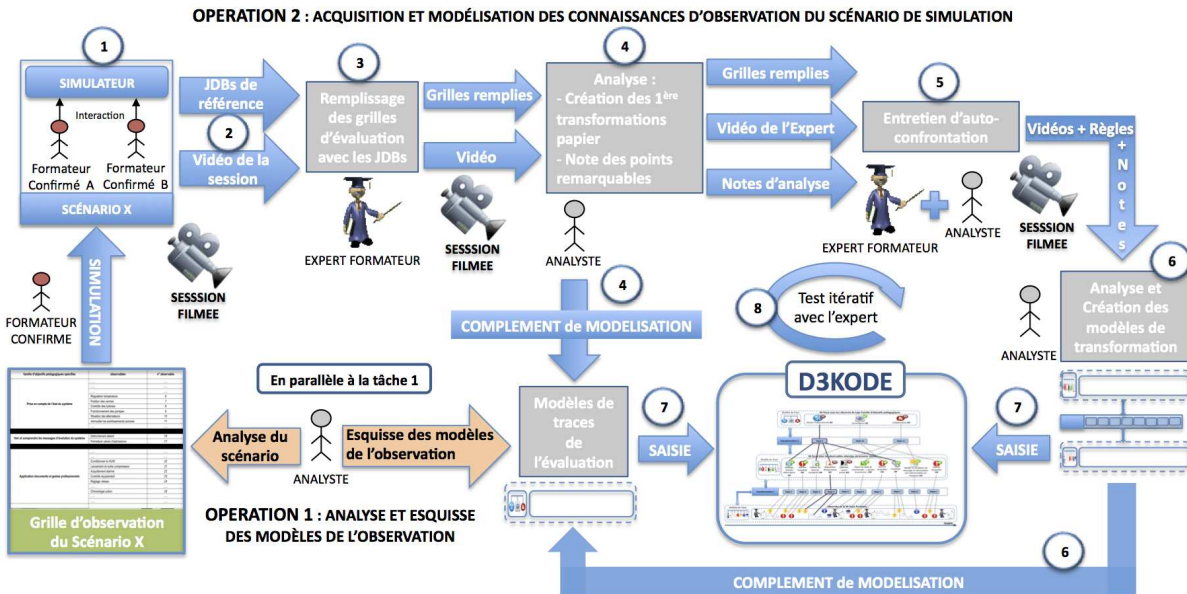 OPERATION 2 : ACQUISITION ET MODÉLISATION DES CONNAISSANCES D'OBSERVATION DU SCÉNARIO DE SIMULATION
1
SIMULATEUR
Interaction
Formateur
Confirmé A
Formateur
Confirmé B
SCÉNARIO X
JDBs de
référence
2
Vidéo de la
session
SESSSION
FILMEE
3
Remplissage
des grilles
d'évaluation
avec les JDBs
EXPERT FORMATEUR
Grilles remplies
Vidéo
SESSSION
FILMEE
4
Analyse :
- Création des 1ère
transformations
papier
- Note des points
remarquables
ANALYSTE
Grilles remplies
Vidéo de l'Expert
Notes d'analyse
5
Entretien d'auto-
confrontation
EXPERT FORMATEUR
ANALYSTE
SESSSION
FILMEE
Vidéos + Règles
+ Notes
6
Analyse et
Création des
modèles de
transformation
ANALYSTE
4
COMPLEMENT de MODELISATION
8
Test itératif
avec l'expert
FORMATEUR
CONFIRME
SIMULATION
En parallèle à la tâche 1
Analyse du
scénario
ANALYSTE
Esquisse des modèles
de l'observation
Modèles de
traces de
l'évaluation
7
SAISIE
D3KODE
7
SAISIE
Grille d'observation
du Scénario X
OPERATION 1 : ANALYSE ET ESQUISSE
DES MODÈLES DE L'OBSERVATION
6
COMPLEMENT de MODELISATION